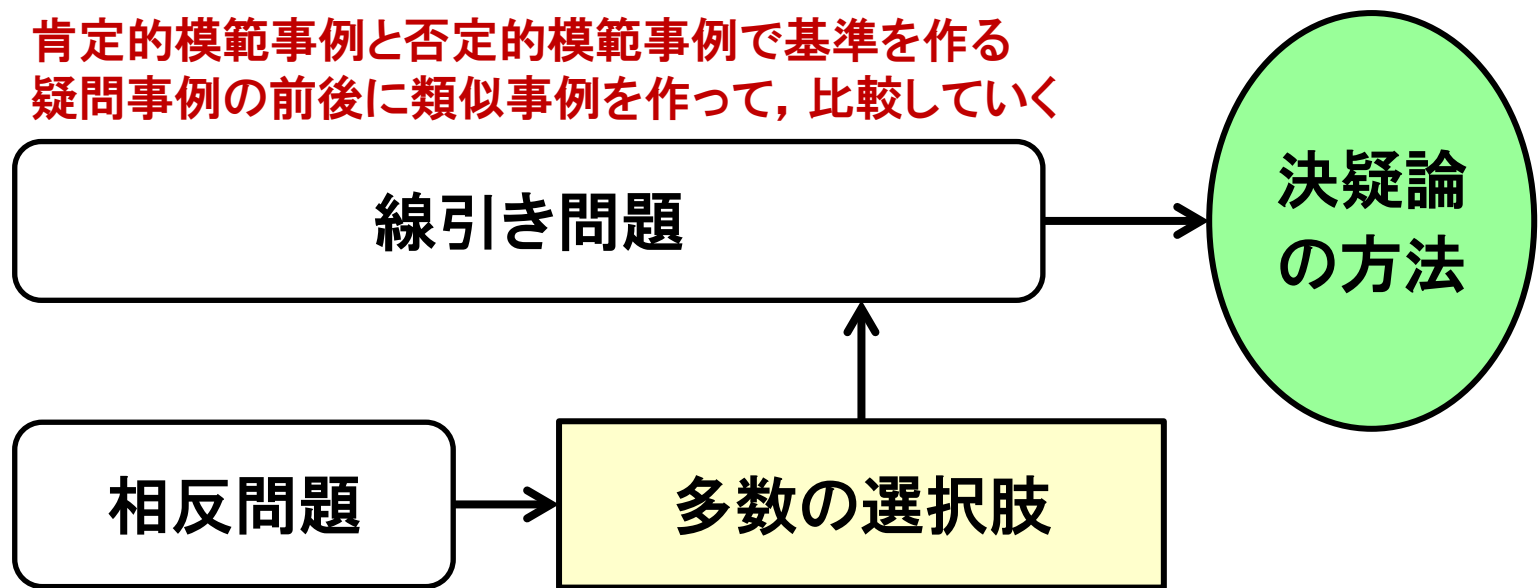 肯定的模範事例と否定的模範事例で基準を作る
疑問事例の前後に類似事例を作って，比較していく
線引き問題
決疑論
の方法
相反問題
多数の選択肢